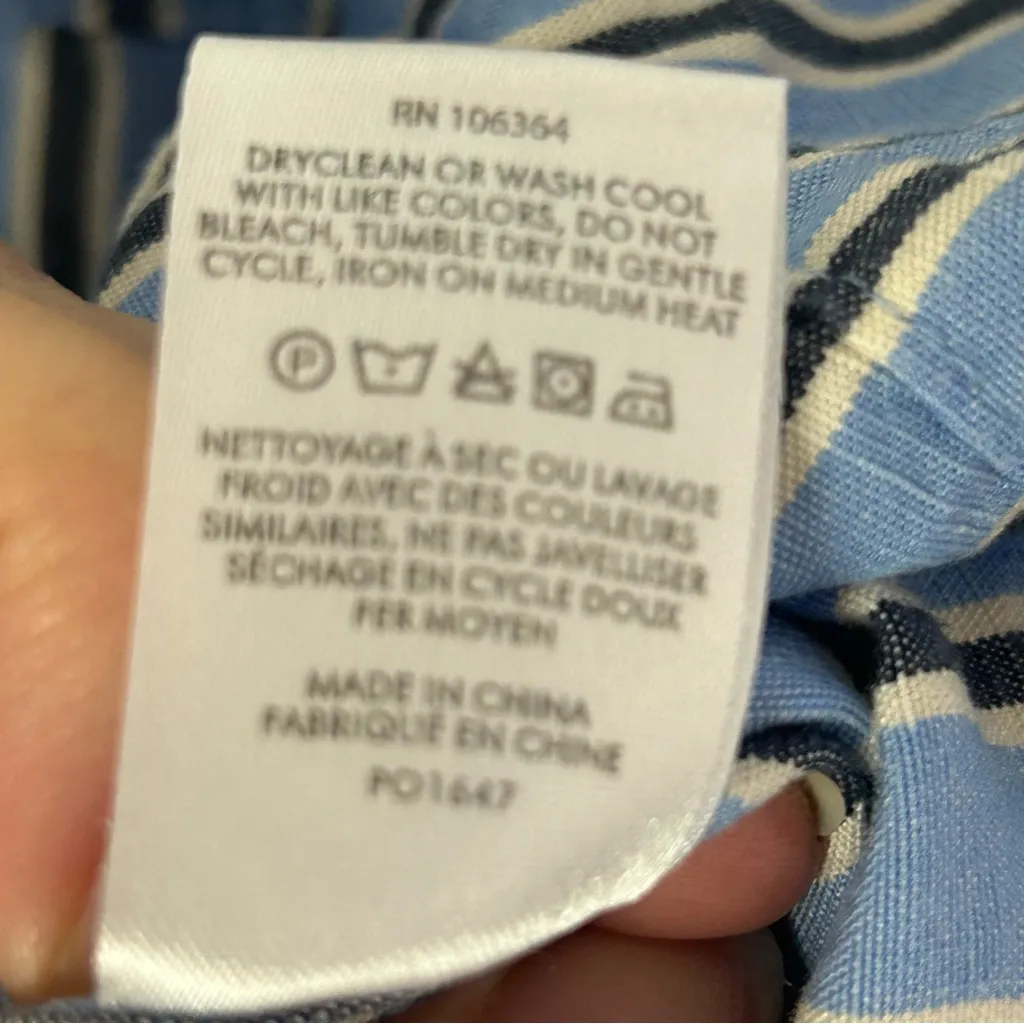 RN 106364
DRYCLEAN OR WASH COOL
WITH LIKE COLORS, DO NOT
BLEACH, TUMBLE DRY IN GENTLE
CYCLE, IRON ON MEDIUM HEAT
P
NETTOYAGE À SEC OU LAVAGE
FROID AVEC DES COULEURS
SIMILAIRES, NE PAS JAVELLISER
SÉCHAGE EN CYCLE DOUX
FER MOYEN
MADE IN CHINA
FABRIQUÉ EN CHINE
PO1647